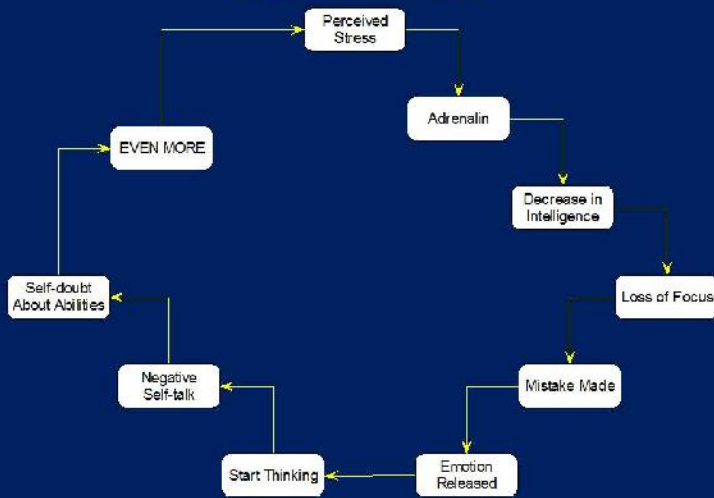 Perceived
Stress
Adrenalin
Decrease in
Intelligence
Loss of Focus
Mistake Made
Emotion
Released
Start Thinking
Negative
Self-talk
Self-doubt
About Abilities
EVEN MORE